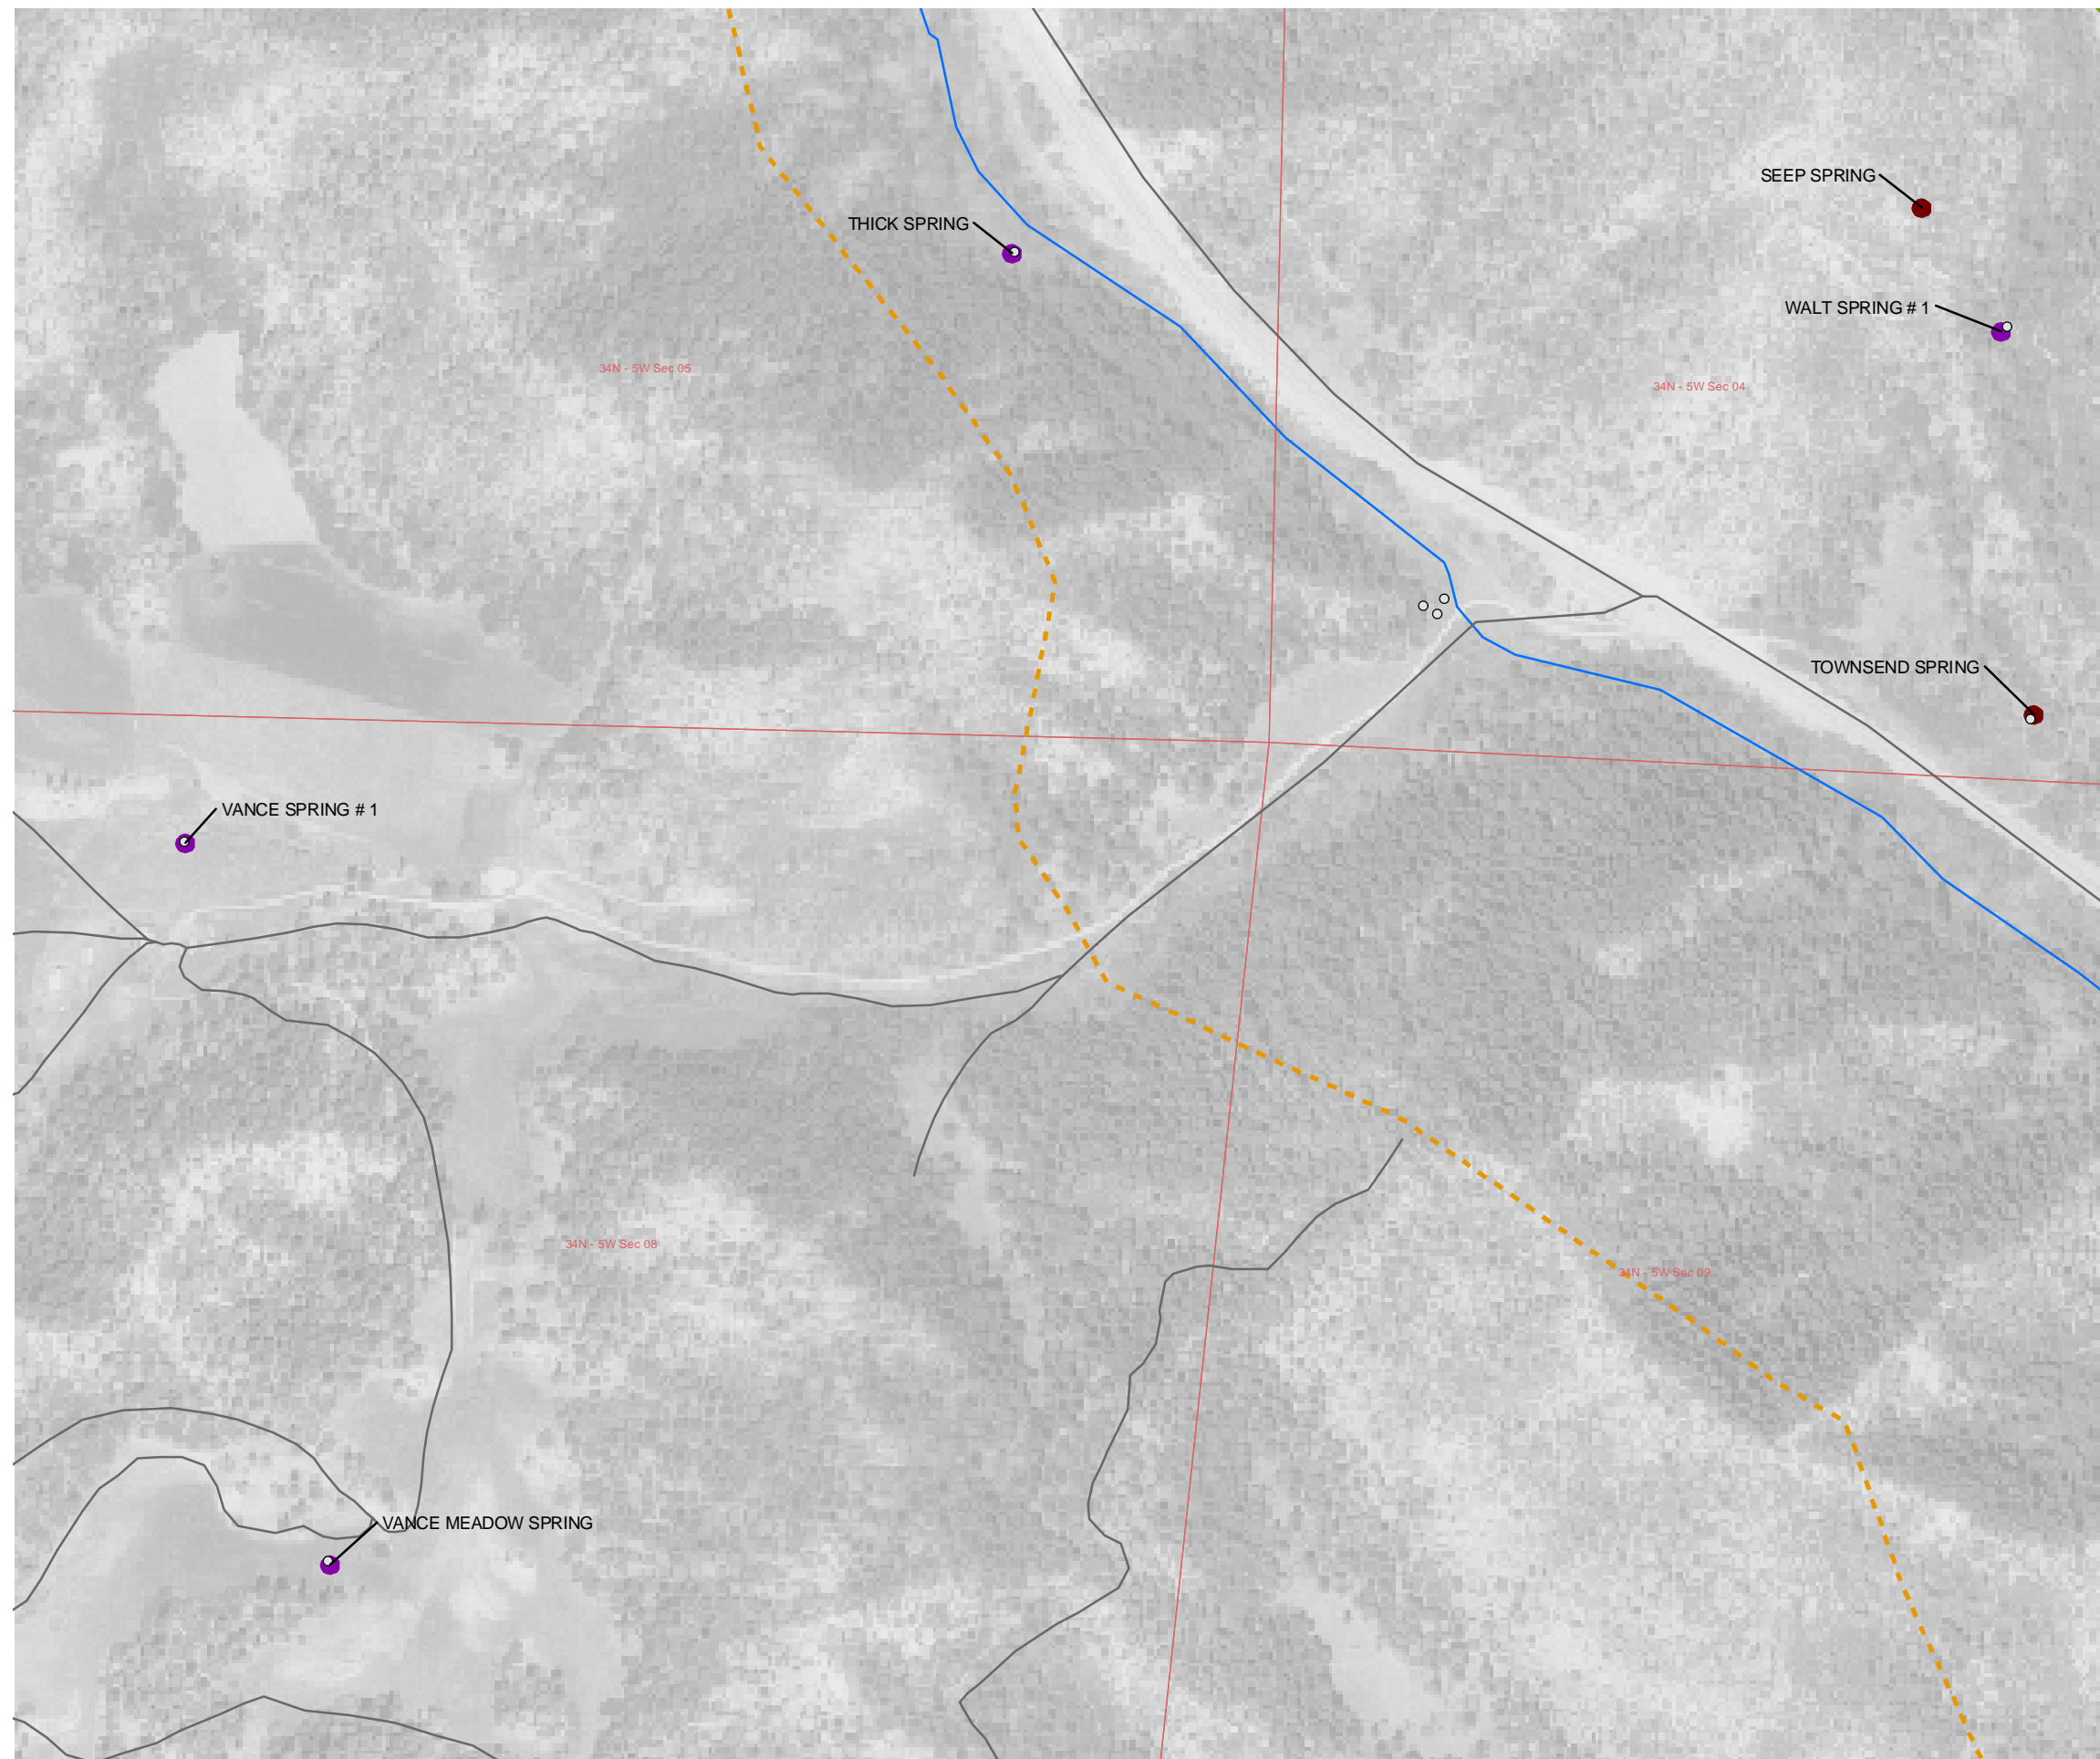 SEEP SPRING
THICK SPRING
WALT SPRING # 1
34N - 5W Sec 05
34N - 5W Sec 04
TOWNSEND SPRING
VANCE SPRING # 1
34N - 5W Sec 08
34N - 5W Sec 09
VANCE MEADOW SPRING